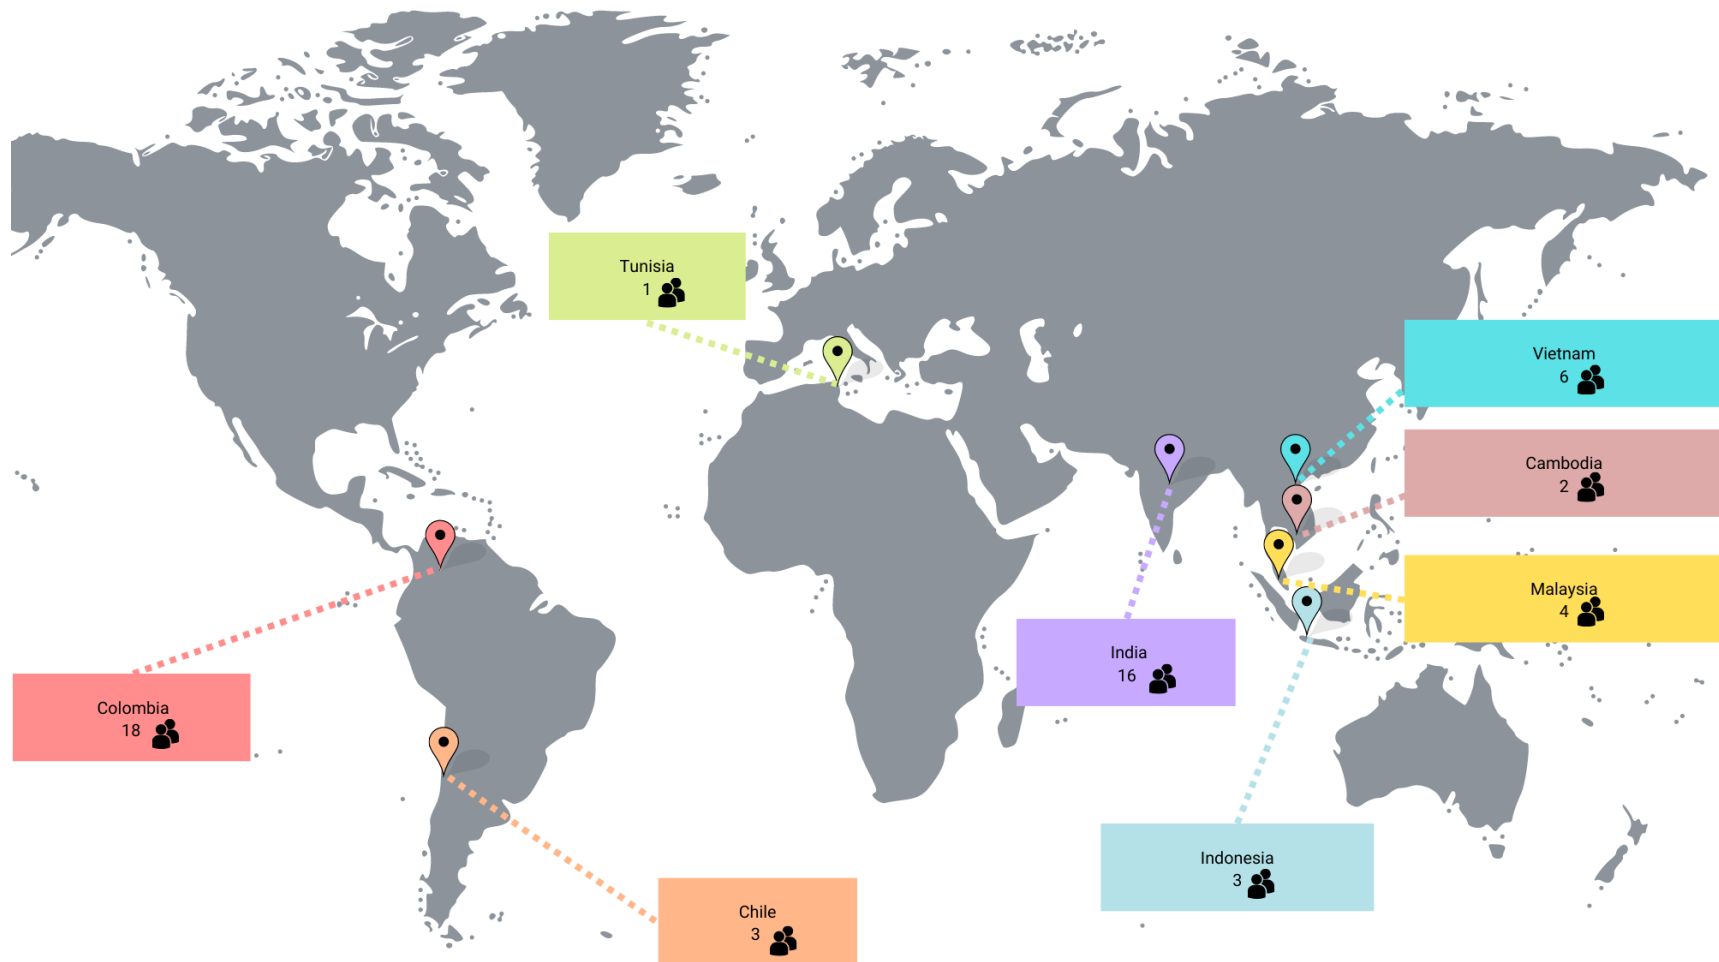 Tunisia
1
Vietnam
6
Cambodia
2
Malaysia
4
India
16
Colombia
18
Indonesia
3
Chile
3